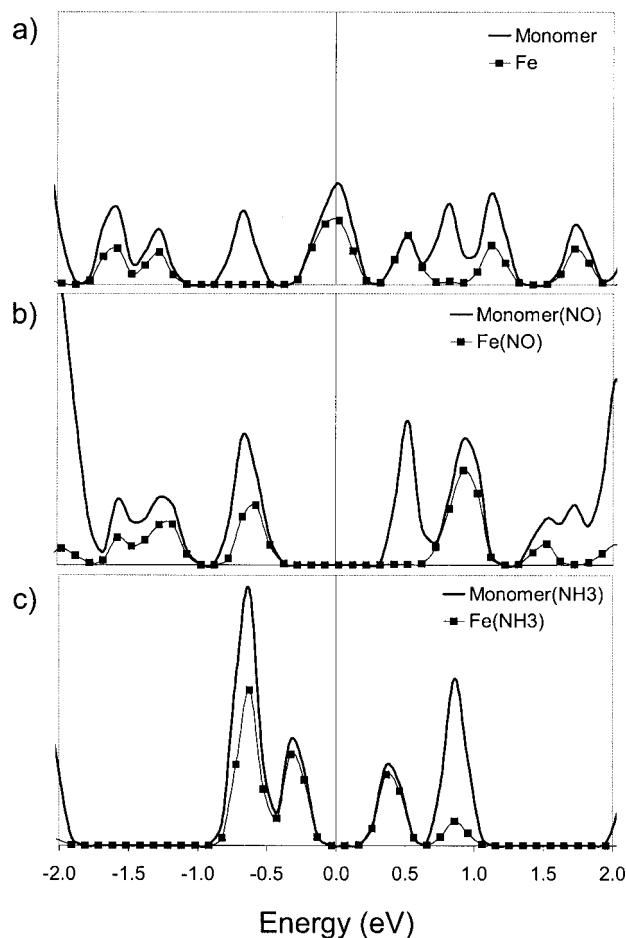 a)
Monomer
Fe
b)
Monomer(NO)
Fe(NO)
c)
Monomer(NH3)
Fe(NH3)
-2.0 -1.5 -1.0 -0.5 0.0 0.5 1.0 1.5 2.0
Energy (eV)